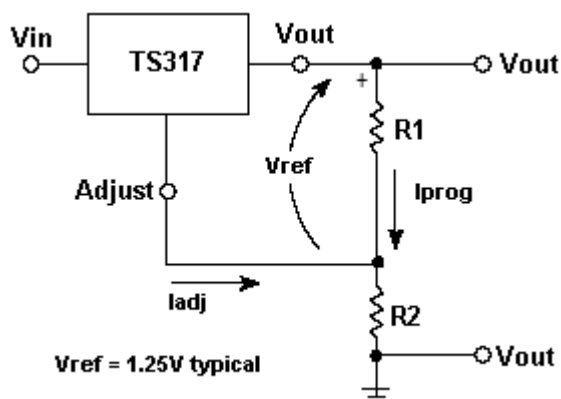 Vin
TS317
Vout
Vout
+
R1
Vref
Adjust
Iprog
Iadj
R2
Vref = 1.25V typical
Vout